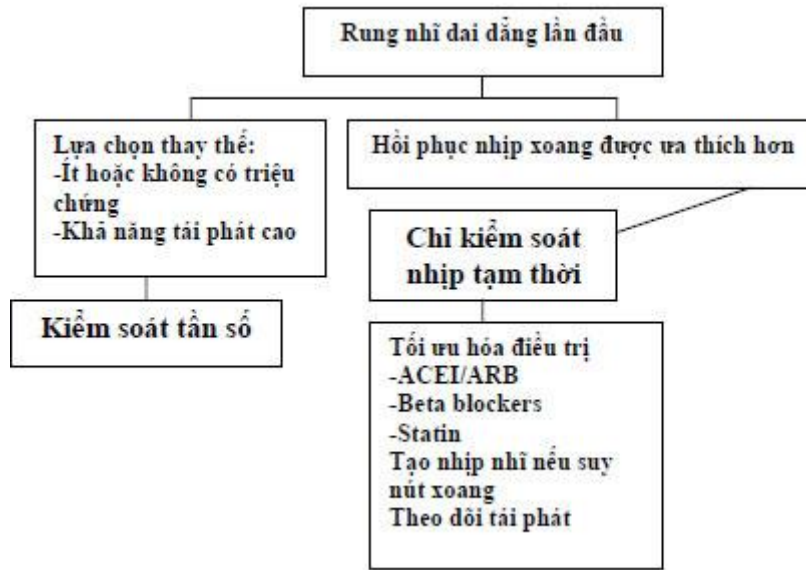 Rung nhĩ dai dẳng lần đầu
Lựa chọn thay thế:
-Ít hoặc không có triệu
chứng
-Khả năng tái phát cao
Kiểm soát tần số
Hồi phục nhịp xoang được ưa thích hơn
Chỉ kiểm soát
nhịp tạm thời
Tối ưu hóa điều trị
-ACEI/ARB
-Beta blockers
-Statin
Tạo nhịp nhĩ nếu suy
nút xoang
Theo dõi tái phát